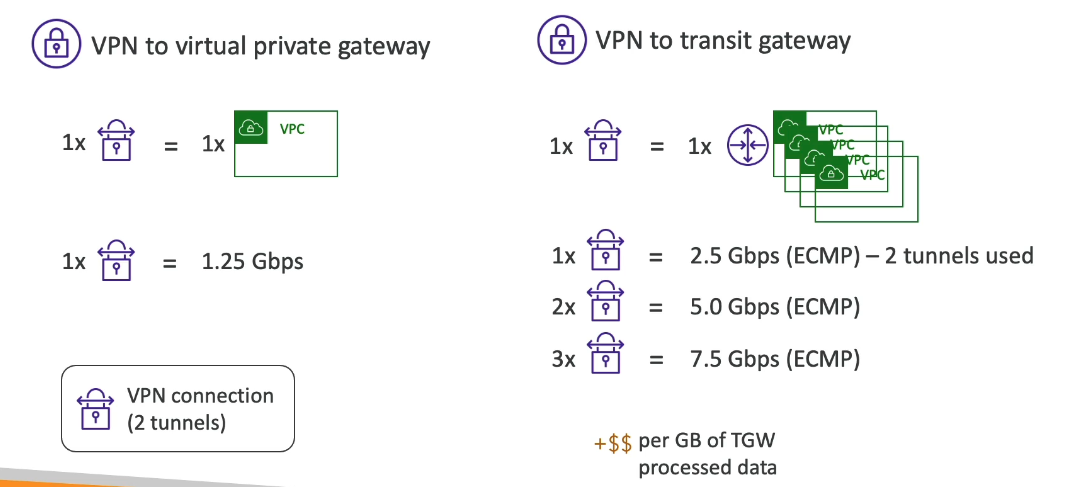 VPN to virtual private gateway
1x = 1x VPC
1x = 1.25 Gbps
VPN connection
(2 tunnels)
VPN to transit gateway
1x = 1x VPC
VPC
VPC
VPC
1x = 2.5 Gbps (ECMP) – 2 tunnels used
2x = 5.0 Gbps (ECMP)
3x = 7.5 Gbps (ECMP)
+$$ per GB of TGW
processed data